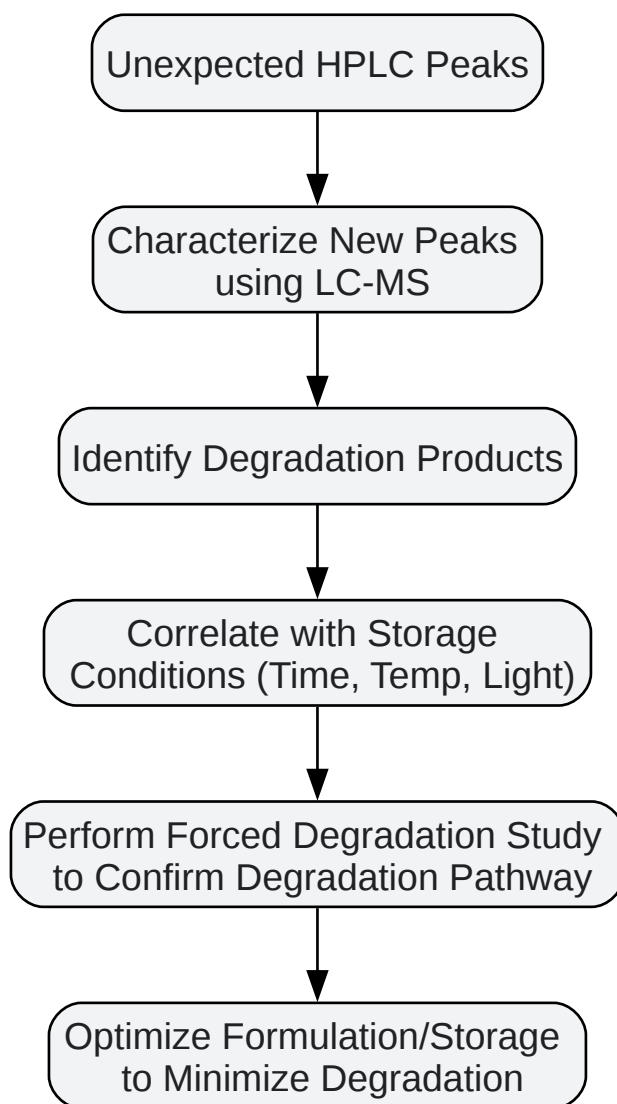 Unexpected HPLC Peaks
Characterize New Peaks
using LC-MS
Identify Degradation Products
Correlate with Storage
Conditions (Time, Temp, Light)
Perform Forced Degradation Study
to Confirm Degradation Pathway
Optimize Formulation/Storage
to Minimize Degradation